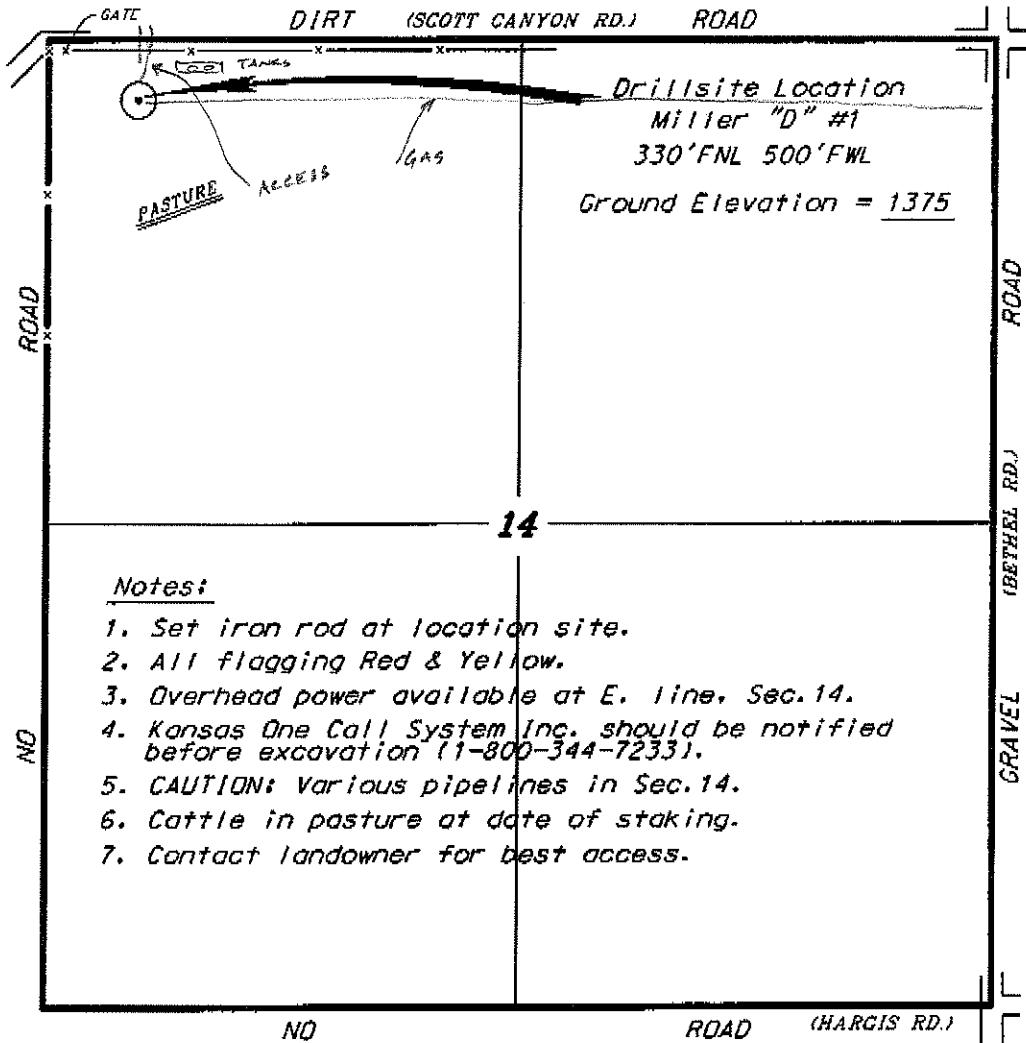 GATE
DIRT (SCOTT CANYON RD.) ROAD
TANKS
Drillsite Location
Miller "D" #1
330'FNL 500'FWL
GAS
ACCESS
PASTURE
Ground Elevation = 1375
ROAD
ROAD
14
(BETHEL RD.)
Notes:
1. Set iron rod at location site.
2. All flagging Red & Yellow.
3. Overhead power available at E. line, Sec.14.
4. Kansas One Call System Inc. should be notified
before excavation (1-800-344-7233).
5. CAUTION: Various pipelines in Sec.14.
6. Cattle in pasture at date of staking.
7. Contact landowner for best access.
NO
GRAVEL
NO ROAD (HARGIS RD.)